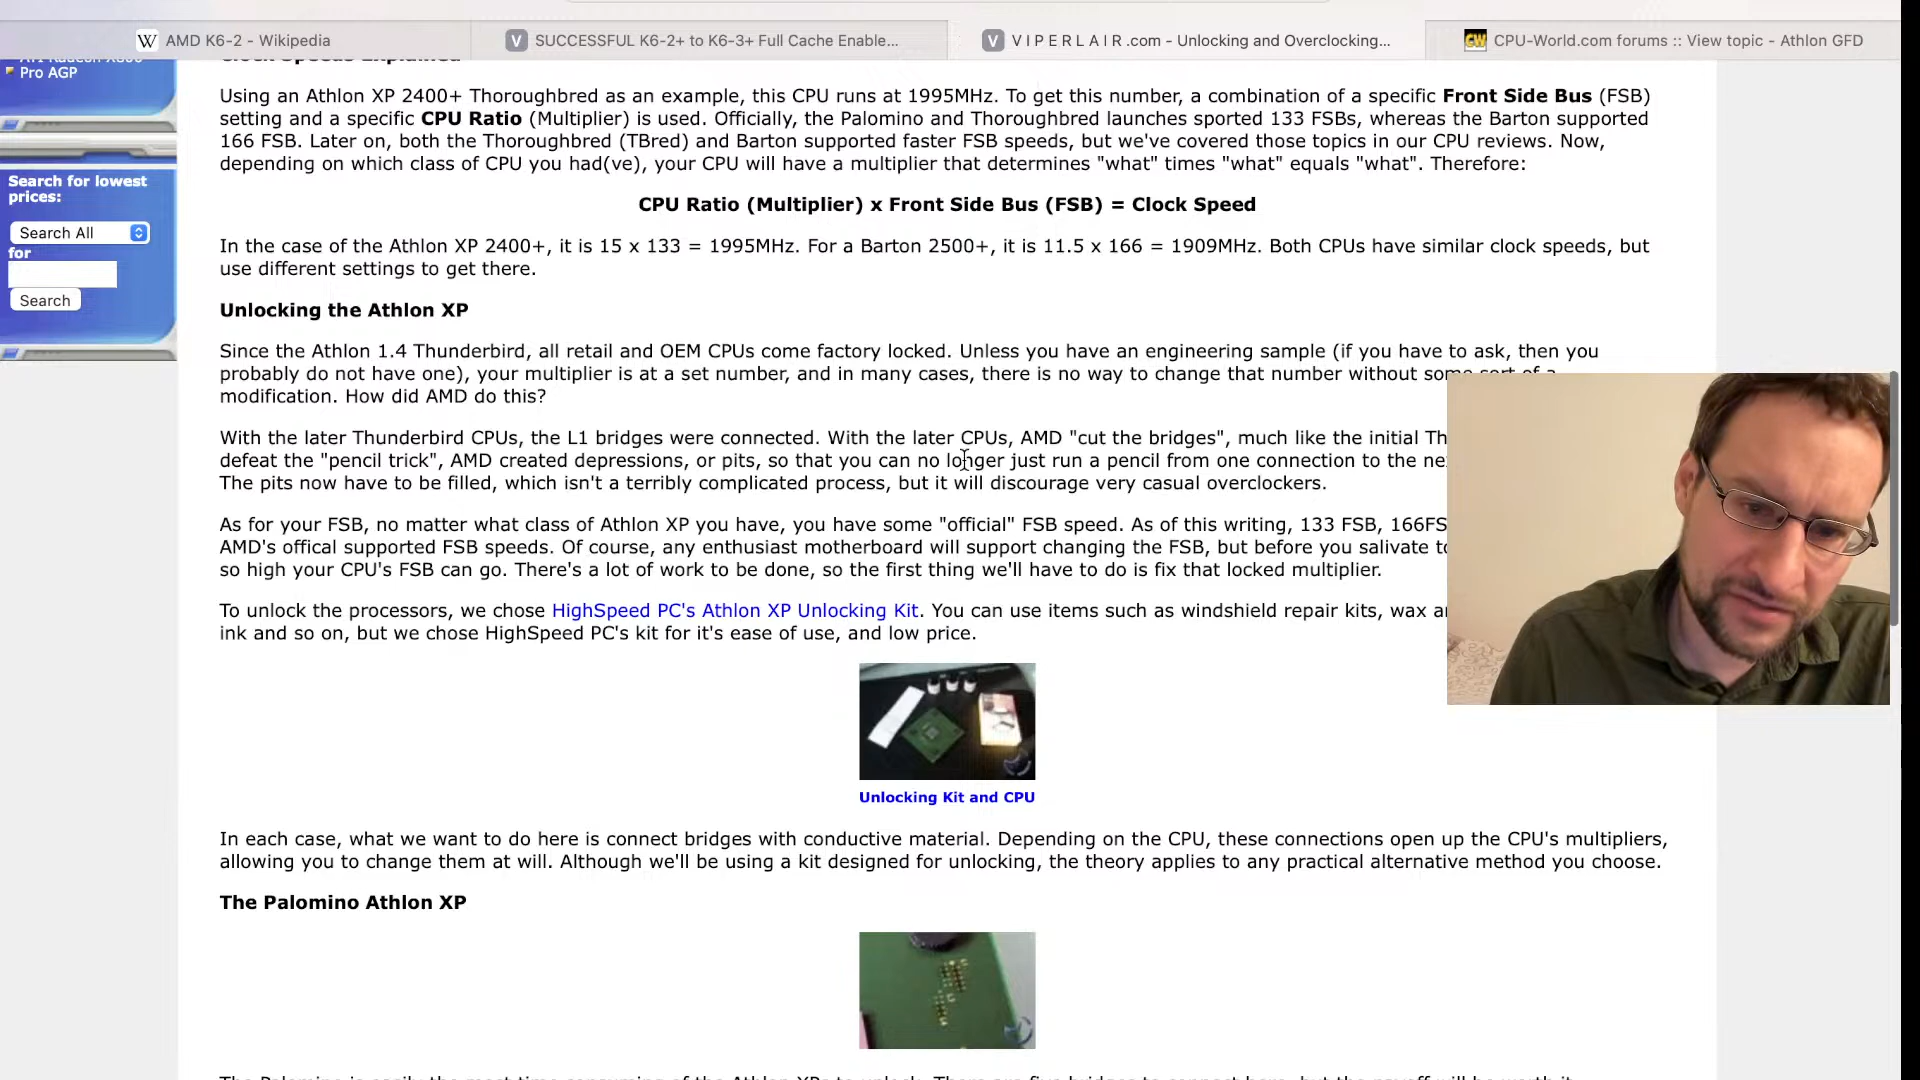 AMD K6-2 - Wikipedia
SUCCESSFUL K6-2+ to K6-3+ Full Cache Enable...
V I P E R L A I R .com - Unlocking and Overclocking...
CPU-World.com forums :: View topic - Athlon GFD
Pro AGP
Search for lowest
prices:
Search All
for
Search
Clock Speeds Explained
Using an Athlon XP 2400+ Thoroughbred as an example, this CPU runs at 1995MHz. To get this number, a combination of a specific Front Side Bus (FSB)
setting and a specific CPU Ratio (Multiplier) is used. Officially, the Palomino and Thoroughbred launches sported 133 FSBs, whereas the Barton supported
166 FSB. Later on, both the Thoroughbred (TBred) and Barton supported faster FSB speeds, but we've covered those topics in our CPU reviews. Now,
depending on which class of CPU you had(ve), your CPU will have a multiplier that determines "what" times "what" equals "what". Therefore:
CPU Ratio (Multiplier) x Front Side Bus (FSB) = Clock Speed
In the case of the Athlon XP 2400+, it is 15 x 133 = 1995MHz. For a Barton 2500+, it is 11.5 x 166 = 1909MHz. Both CPUs have similar clock speeds, but
use different settings to get there.
Unlocking the Athlon XP
Since the Athlon 1.4 Thunderbird, all retail and OEM CPUs come factory locked. Unless you have an engineering sample (if you have to ask, then you
probably do not have one), your multiplier is at a set number, and in many cases, there is no way to change that number without some sort of a
modification. How did AMD do this?
With the later Thunderbird CPUs, the L1 bridges were connected. With the later CPUs, AMD "cut the bridges", much like the initial
defeat the "pencil trick", AMD created depressions, or pits, so that you can no longer just run a pencil from one connection to the
The pits now have to be filled, which isn't a terribly complicated process, but it will discourage very casual overclockers.
As for your FSB, no matter what class of Athlon XP you have, you have some "official" FSB speed. As of this writing, 133 FSB,
AMD's offical supported FSB speeds. Of course, any enthusiast motherboard will support changing the FSB, but before you salivate
so high your CPU's FSB can go. There's a lot of work to be done, so the first thing we'll have to do is fix that locked multiplier.
To unlock the processors, we chose HighSpeed PC's Athlon XP Unlocking Kit. You can use items such as windshield repair kits, wax
ink and so on, but we chose HighSpeed PC's kit for it's ease of use, and low price.
Unlocking Kit and CPU
In each case, what we want to do here is connect bridges with conductive material. Depending on the CPU, these connections open up the CPU's multipliers,
allowing you to change them at will. Although we'll be using a kit designed for unlocking, the theory applies to any practical alternative method you choose.
The Palomino Athlon XP